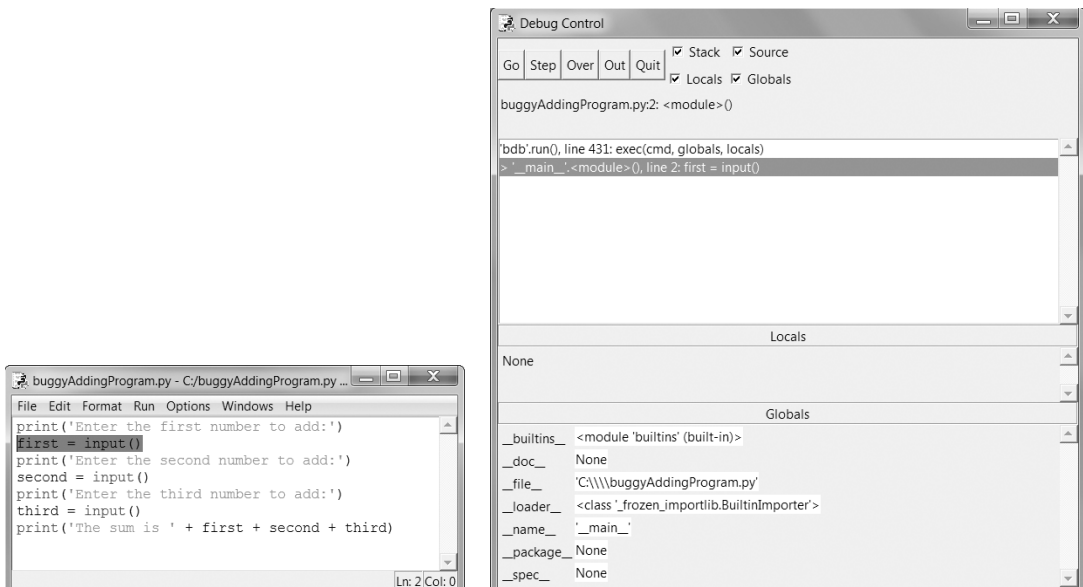 buggyAddingProgram.py - C:/buggyAddingProgram.py ...
File Edit Format Run Options Windows Help
print('Enter the first number to add:')
first = input()
print('Enter the second number to add:')
second = input()
print('Enter the third number to add:')
third = input()
print('The sum is ' + first + second + third)
Ln: 2 Col: 0
Debug Control
Go Step Over Out Quit
Stack Source
Locals Globals
buggyAddingProgram.py:2: <module>()
'bdb'.run(), line 431: exec(cmd, globals, locals)
> '__main__'.<module>(), line 2: first = input()
Locals
None
Globals
__builtins__ <module 'builtins' (built-in)>
__doc__ None
__file__ 'C:\\\\buggyAddingProgram.py'
__loader__ <class '_frozen_importlib.BuiltinImporter'>
__name__ '__main__'
__package__ None
__spec__ None